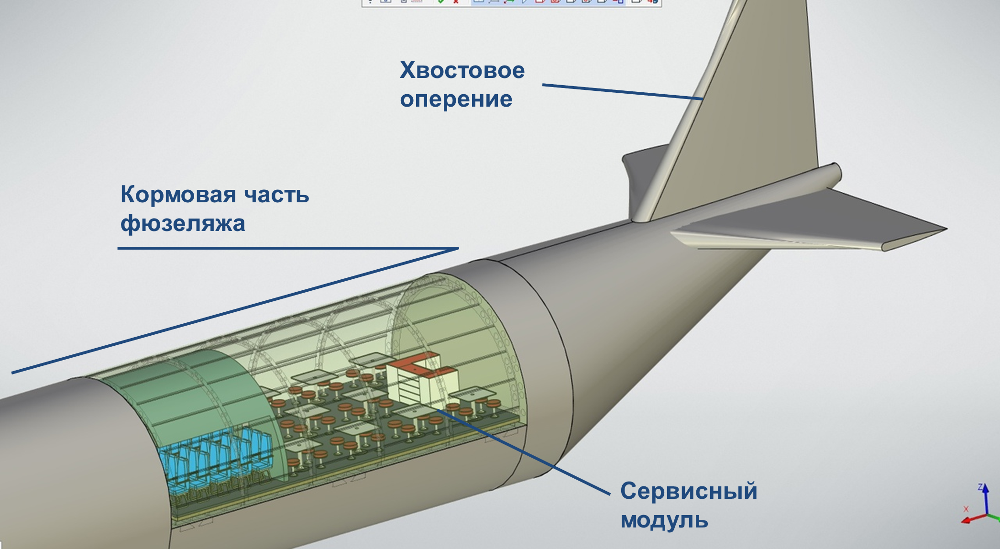 Хвостовое
оперение
Кормовая часть
фюзеляжа
Сервисный
модуль
Z
X